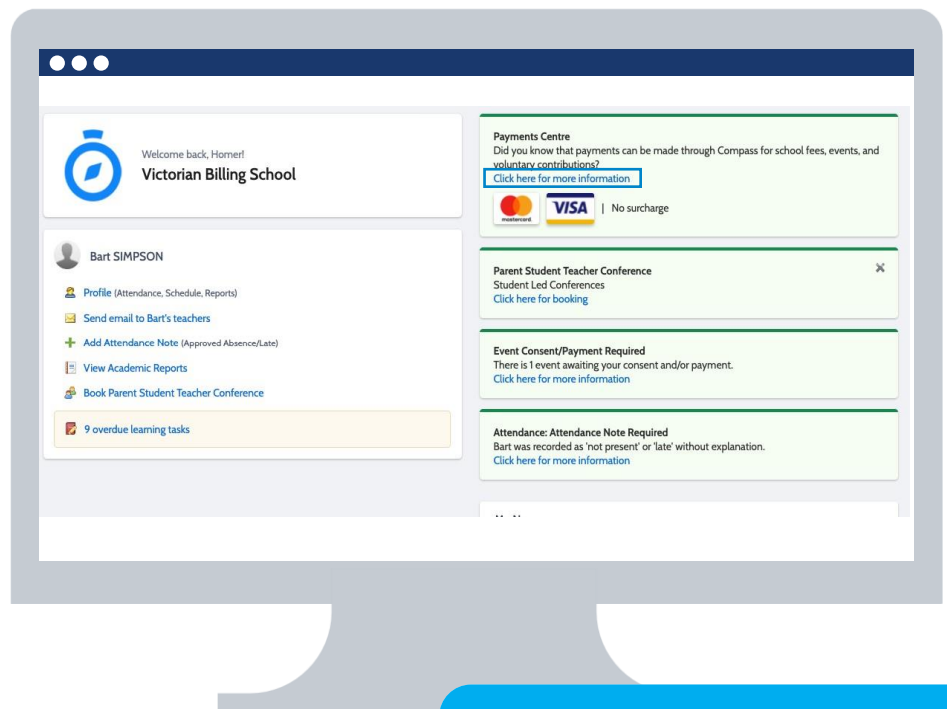 Welcome back, Homer!
Victorian Billing School
Bart SIMPSON
Profile (Attendance, Schedule, Reports)
Send email to Bart's teachers
Add Attendance Note (Approved Absence/Late)
View Academic Reports
Book Parent Student Teacher Conference
9 overdue learning tasks
Payments Centre
Did you know that payments can be made through Compass for school fees, events, and
voluntary contributions?
Click here for more information
mastercard VISA | No surcharge
Parent Student Teacher Conference
Student Led Conferences
Click here for booking
Event Consent/Payment Required
There is 1 event awaiting your consent and/or payment.
Click here for more information
Attendance: Attendance Note Required
Bart was recorded as 'not present' or 'late' without explanation.
Click here for more information